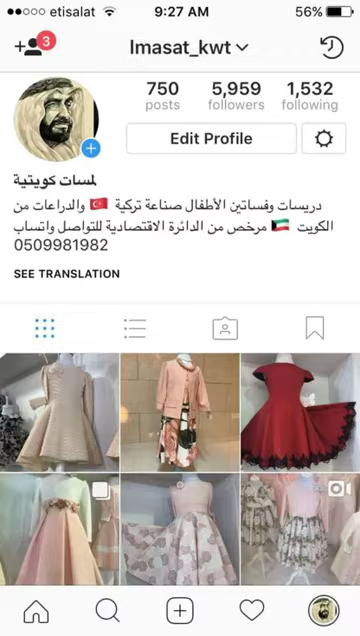 etisalat 9:27 AM 56%
3 lmasat_kwt
750 5,959 1,532
posts followers following
Edit Profile
لمسات كويتية
دريسات وفساتين الأطفال صناعة تركية 🇹🇷 والدراعات من
الكويت 🇰🇼 مرخص من الدائرة الاقتصادية للتواصل واتساب
0509981982
SEE TRANSLATION